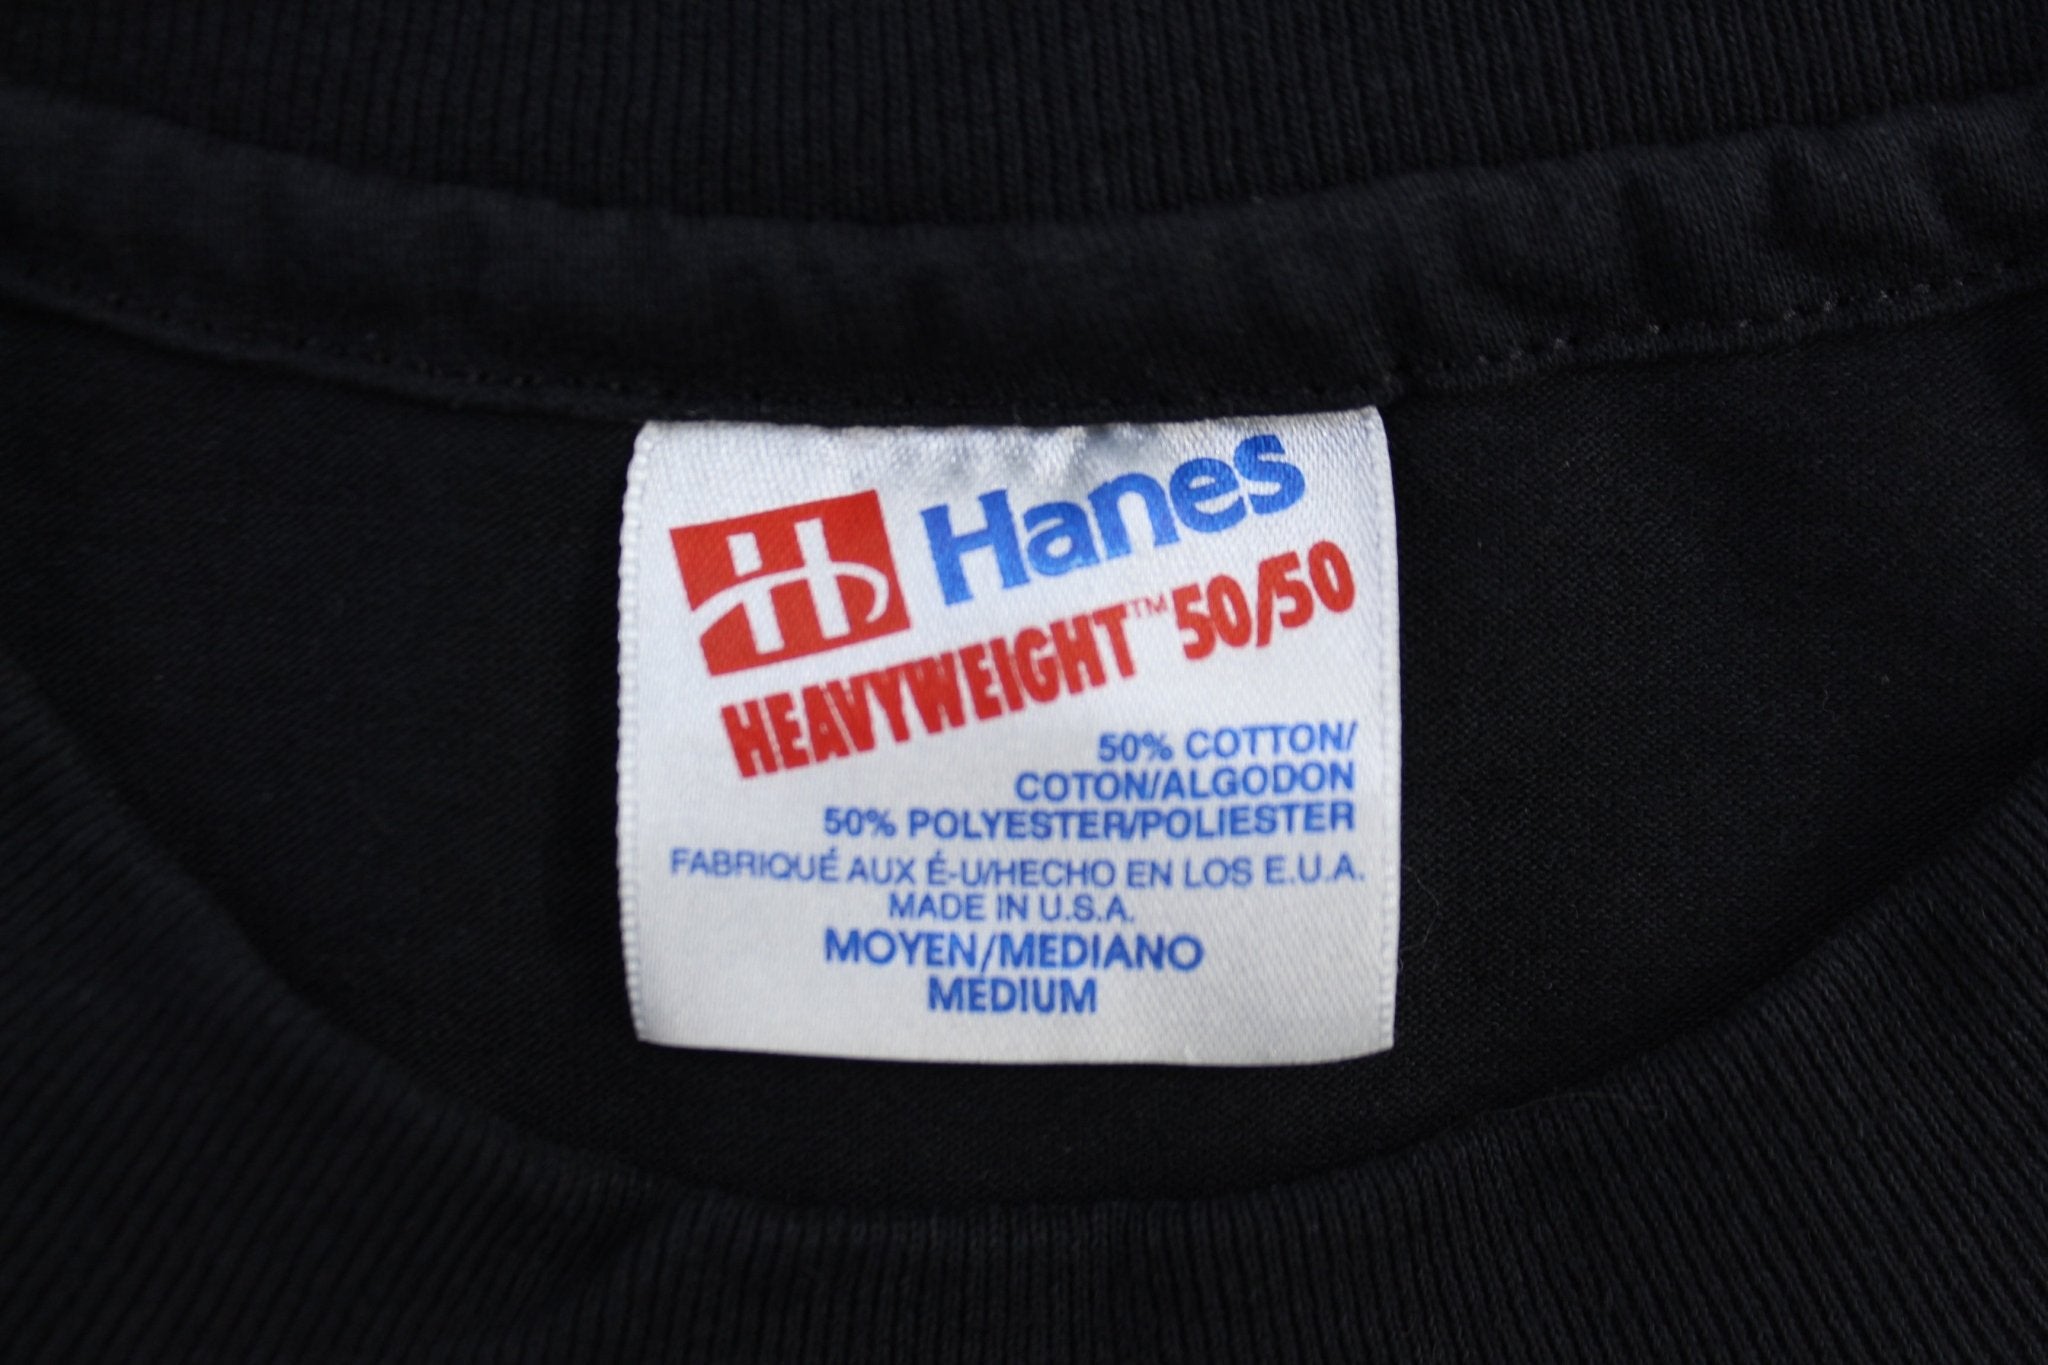 H Hanes
HEAVYWEIGHT™ 50/50
50% COTTON/
COTON/ALGODON
50% POLYESTER/POLIESTER
FABRIQUÉ AUX É-U/HECHO EN LOS E.U.A.
MADE IN U.S.A.
MOYEN/MEDIANO
MEDIUM